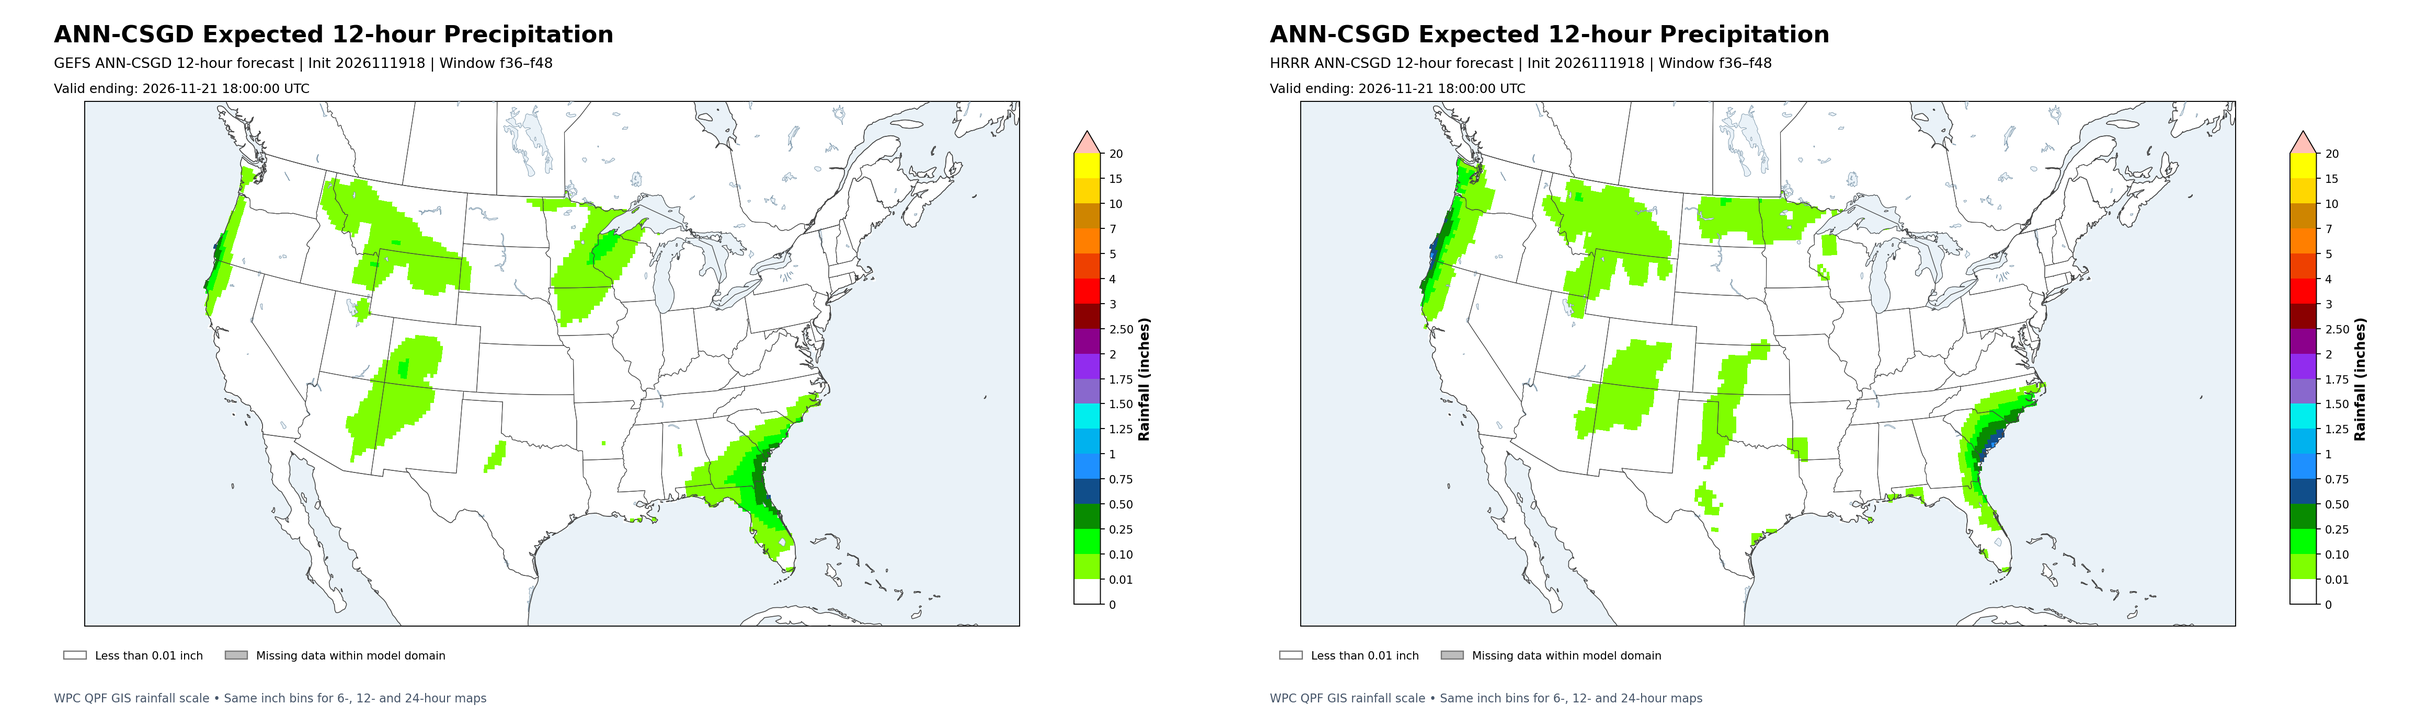 ANN-CSGD Expected 12-hour Precipitation
GEFS ANN-CSGD 12-hour forecast | Init 2026111918 | Window f36–f48
Valid ending: 2026-11-21 18:00:00 UTC
20
15
10
7
5
4
3
2.50
2
1.75
1.50
1.25
1
0.75
0.50
0.25
0.10
0.01
0
Rainfall (inches)
Less than 0.01 inch
Missing data within model domain
WPC QPF GIS rainfall scale • Same inch bins for 6-, 12- and 24-hour maps
ANN-CSGD Expected 12-hour Precipitation
HRRR ANN-CSGD 12-hour forecast | Init 2026111918 | Window f36–f48
Valid ending: 2026-11-21 18:00:00 UTC
20
15
10
7
5
4
3
2.50
2
1.75
1.50
1.25
1
0.75
0.50
0.25
0.10
0.01
0
Rainfall (inches)
Less than 0.01 inch
Missing data within model domain
WPC QPF GIS rainfall scale • Same inch bins for 6-, 12- and 24-hour maps